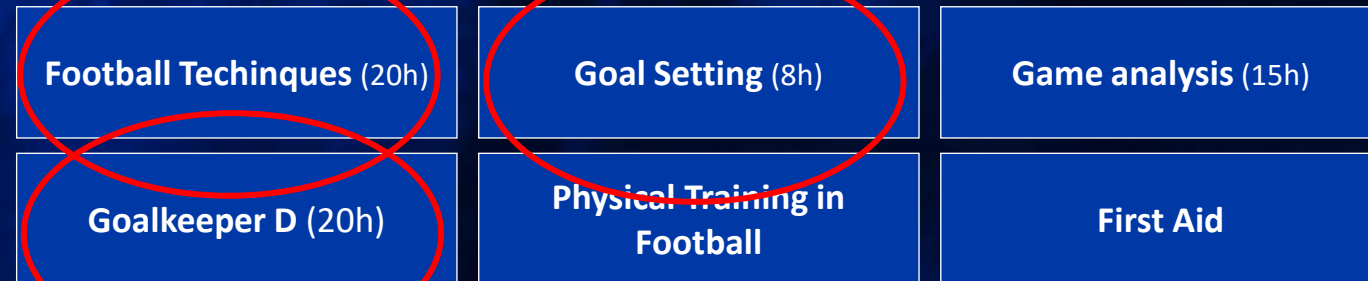 Football Techinques (20h)
Goal Setting (8h)
Game analysis (15h)
Goalkeeper D (20h)
Physical Training in
Football
First Aid